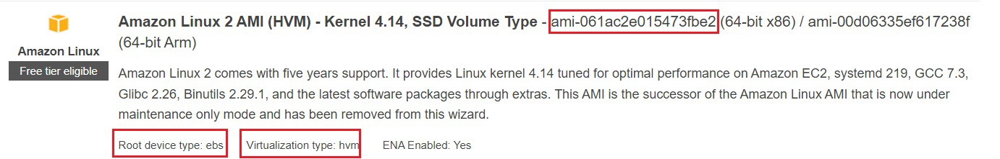 Amazon Linux 2 AMI (HVM) - Kernel 4.14, SSD Volume Type - ami-061ac2e015473fbe2 (64-bit x86) / ami-00d06335ef617238f
(64-bit Arm)
Amazon Linux
Free tier eligible
Amazon Linux 2 comes with five years support. It provides Linux kernel 4.14 tuned for optimal performance on Amazon EC2, systemd 219, GCC 7.3,
Glibc 2.26, Binutils 2.29.1, and the latest software packages through extras. This AMI is the successor of the Amazon Linux AMI that is now under
maintenance only mode and has been removed from this wizard.
Root device type: ebs Virtualization type: hvm ENA Enabled: Yes